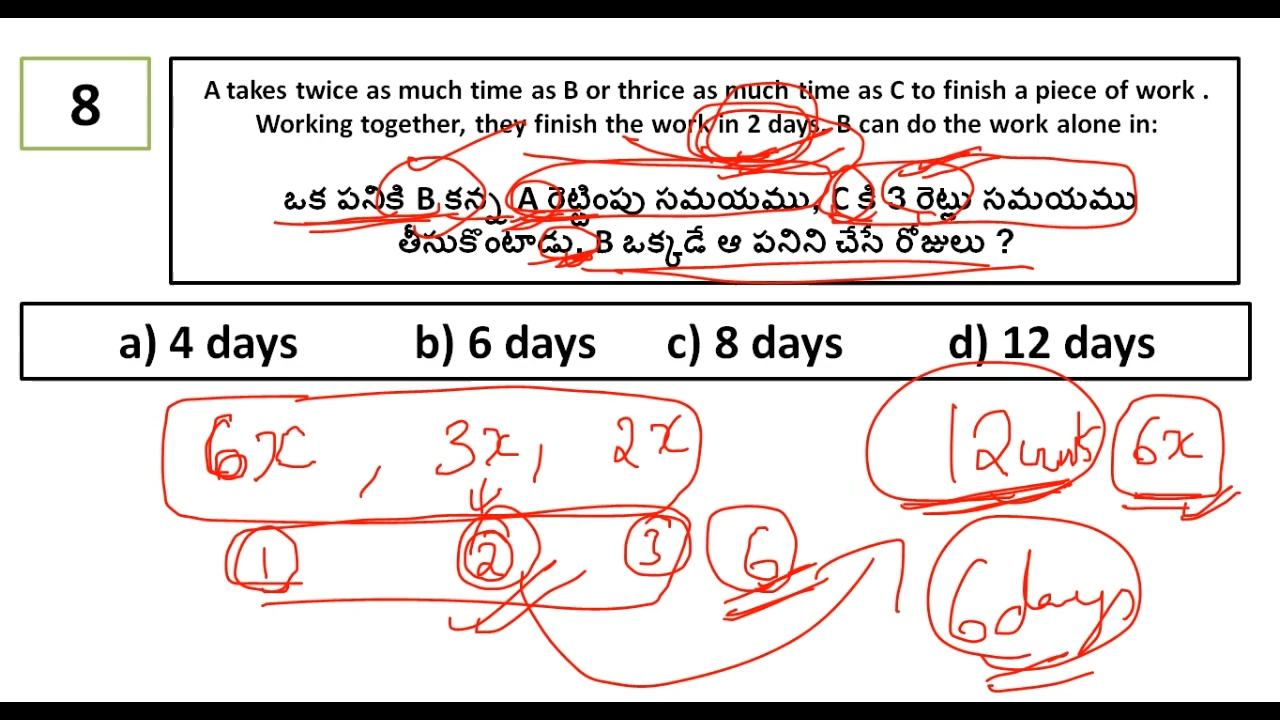 8
A takes twice as much time as B or thrice as much time as C to finish a piece of work .
Working together, they finish the work in 2 days. B can do the work alone in:
ఒక పనికి B కన్న A రెట్టింపు సమయము, C కి 3 రెట్లు సమయము
తీసుకొంటాడు. B ఒక్కడే ఆ పనిని చేసే రోజులు ?
a) 4 days b) 6 days c) 8 days d) 12 days
6x , 3x, 2x 12 units 6x
1 2 3 6
6 days